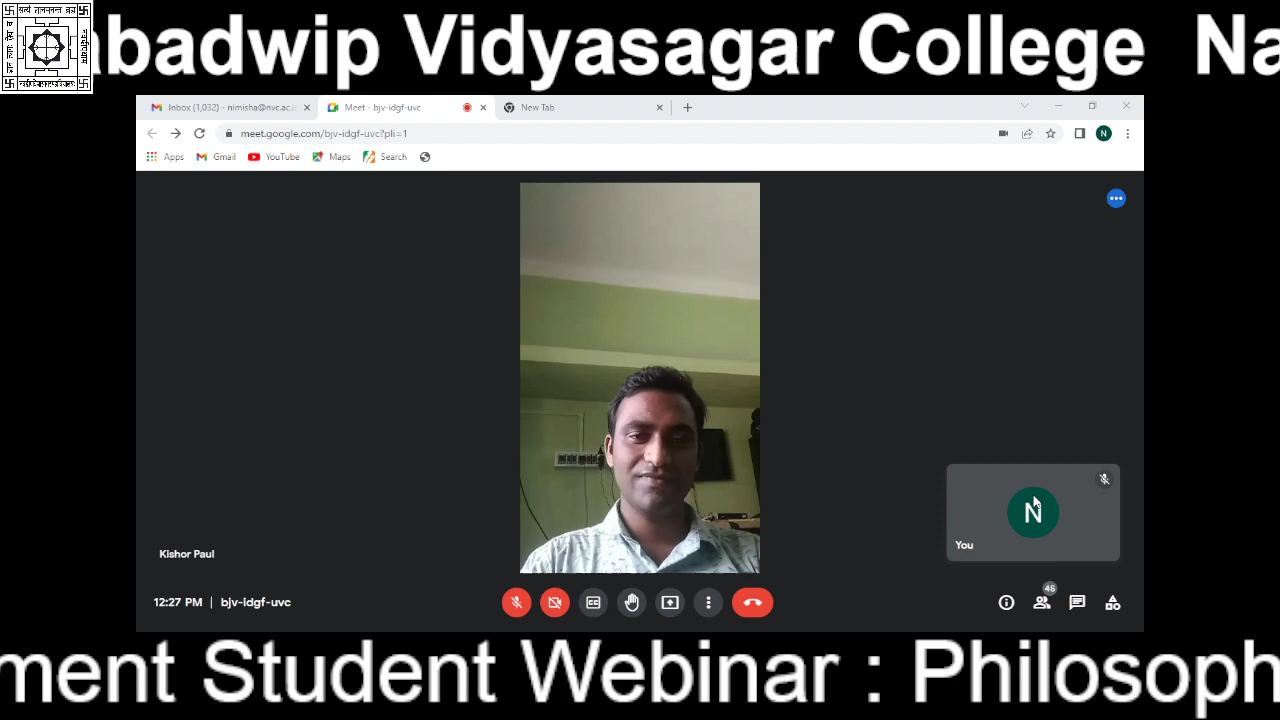 abadwip Vidyasagar College Na
Inbox (1,032) - nimisha@nvc.ac.i
Meet - bjv-idgf-uvc
New Tab
meet.google.com/bjv-idgf-uvc?pli=1
N
Apps
Gmail
YouTube
Maps
Search
N
You
Kishor Paul
12:27 PM | bjv-idgf-uvc
45
ment Student Webinar : Philosoph